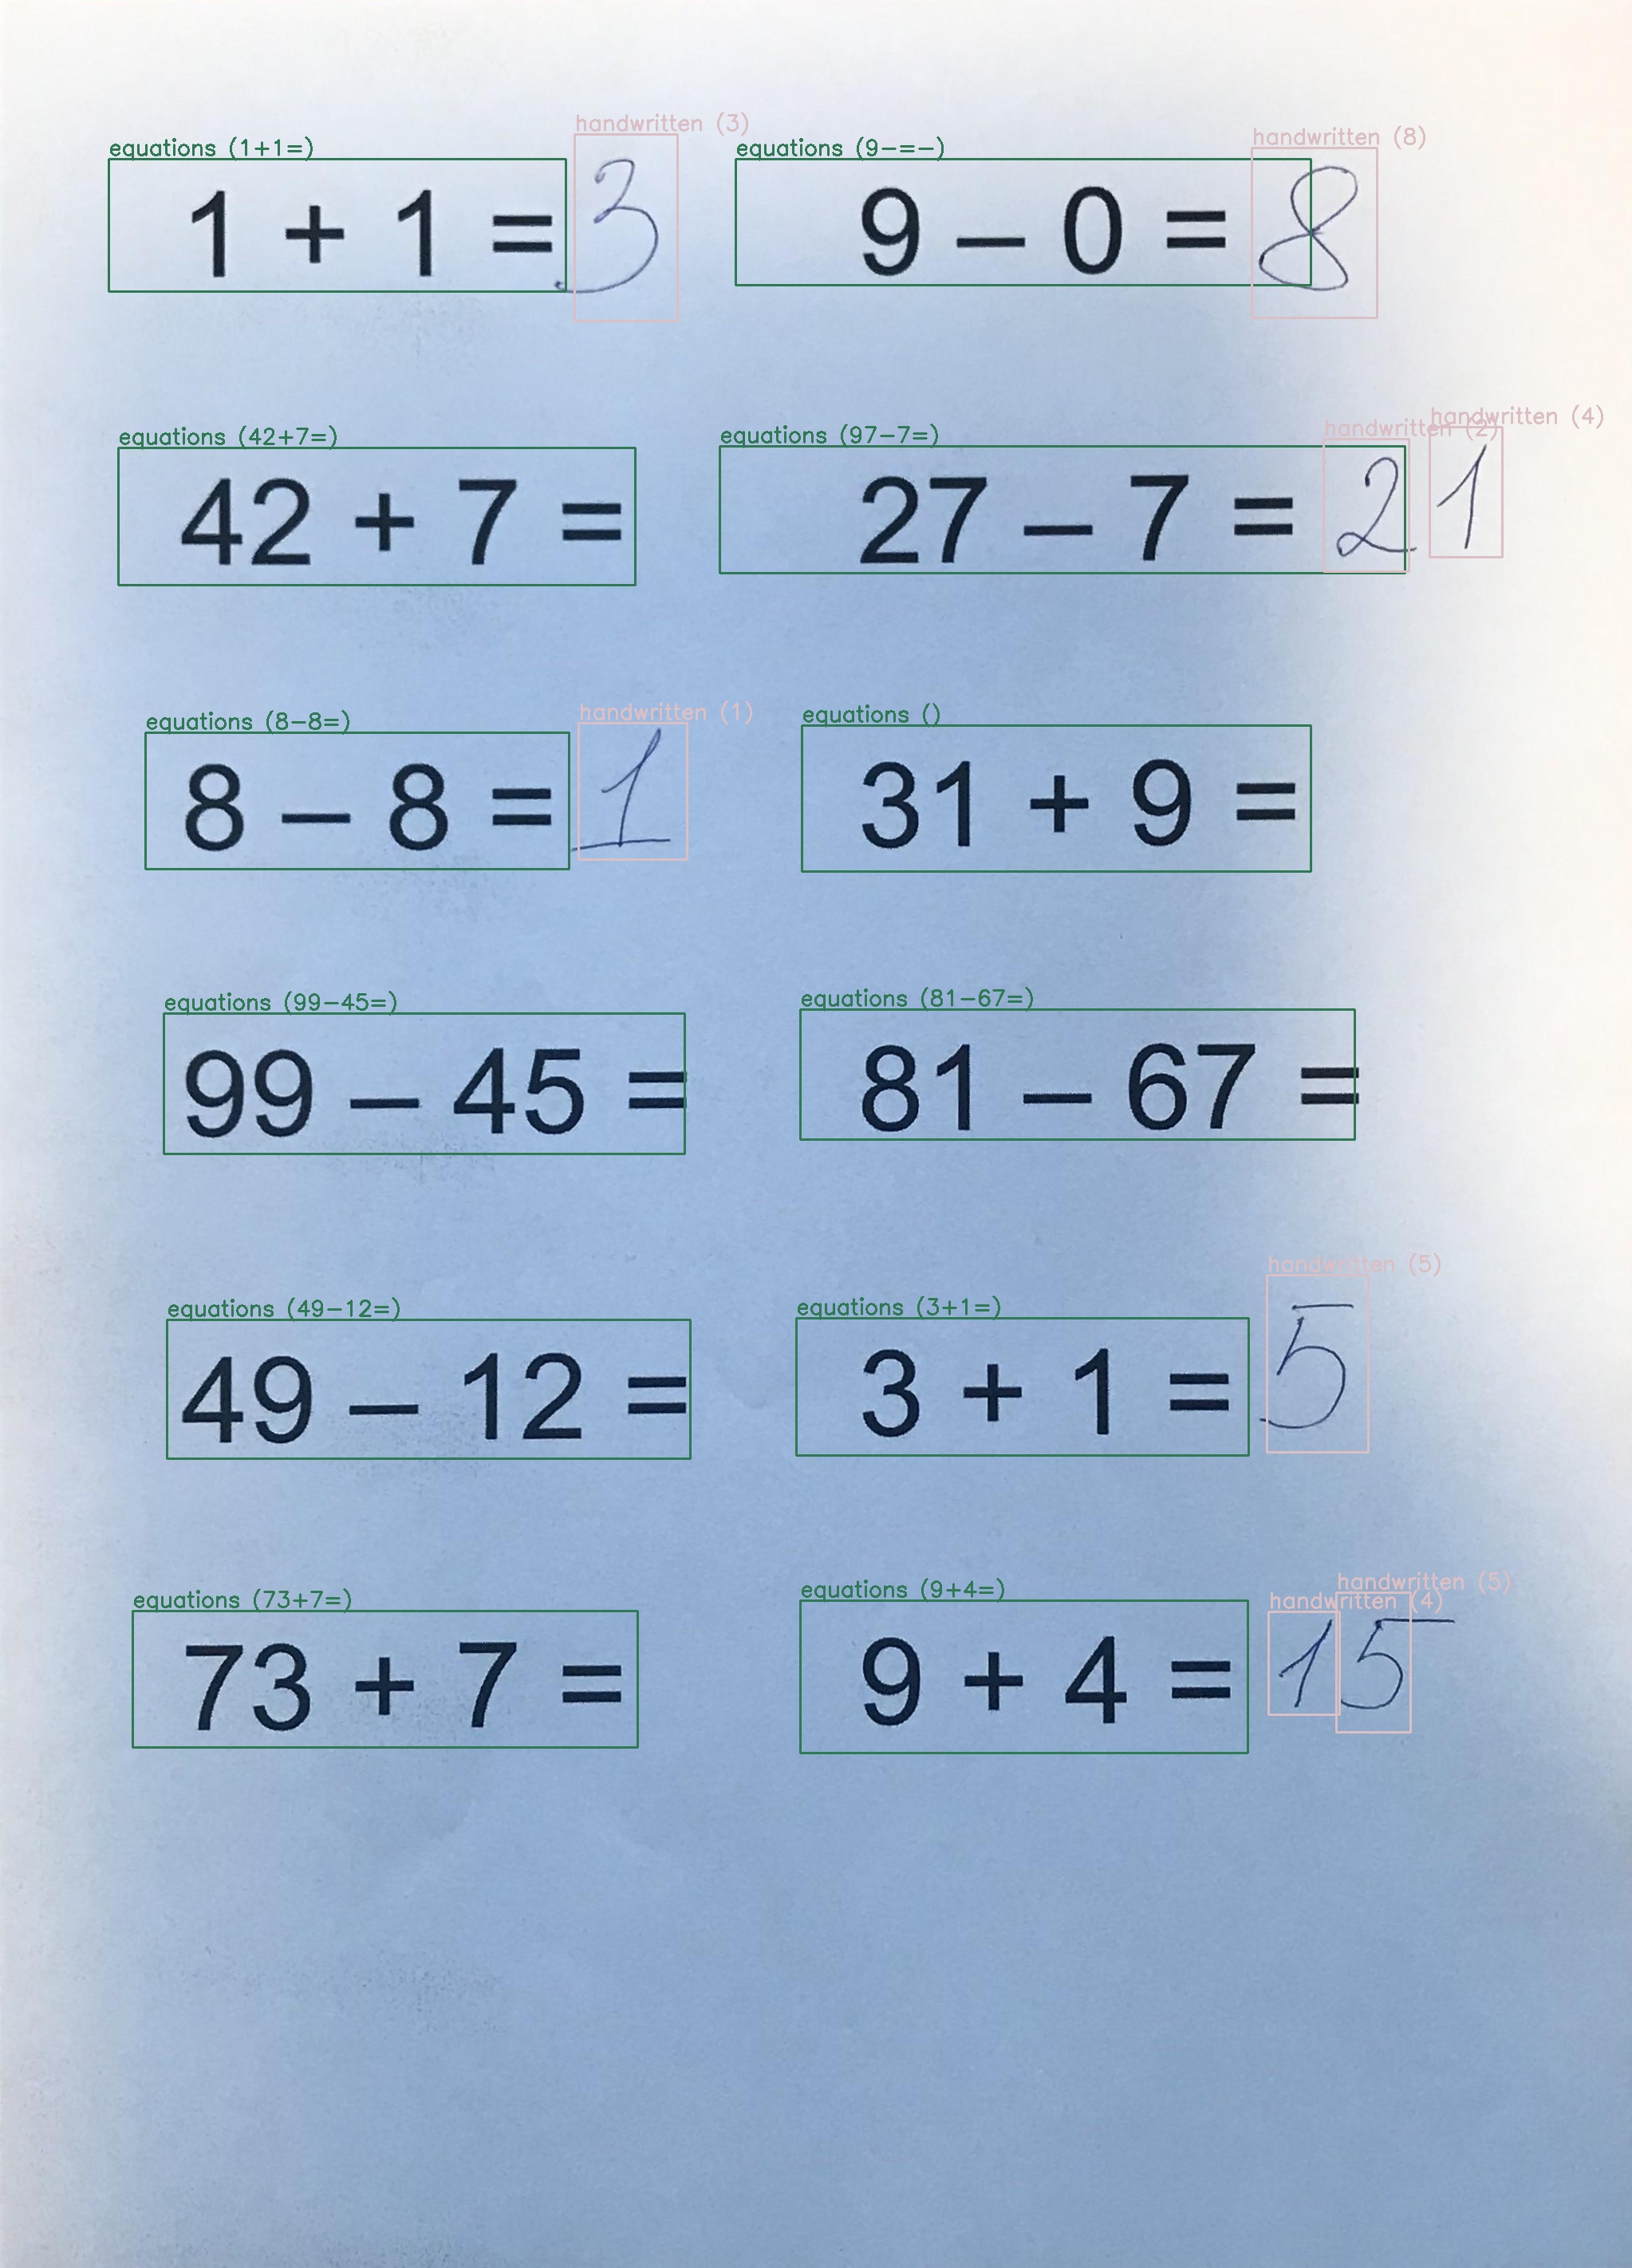 handwritten (3)
equations (1+1=)
equations (9-=-)
handwritten (8)
1 + 1 = 3
9 – 0 = 8
equations (42+7=)
equations (97-7=)
handwritten (2)
handwritten (4)
42 + 7 =
27 – 7 = 21
equations (8-8=)
handwritten (1)
equations ()
8 – 8 = 1
31 + 9 =
equations (99-45=)
equations (81-67=)
99 – 45 =
81 – 67 =
equations (49-12=)
equations (3+1=)
handwritten (5)
49 – 12 =
3 + 1 = 5
equations (73+7=)
equations (9+4=)
handwritten (4)
handwritten (5)
73 + 7 =
9 + 4 = 15